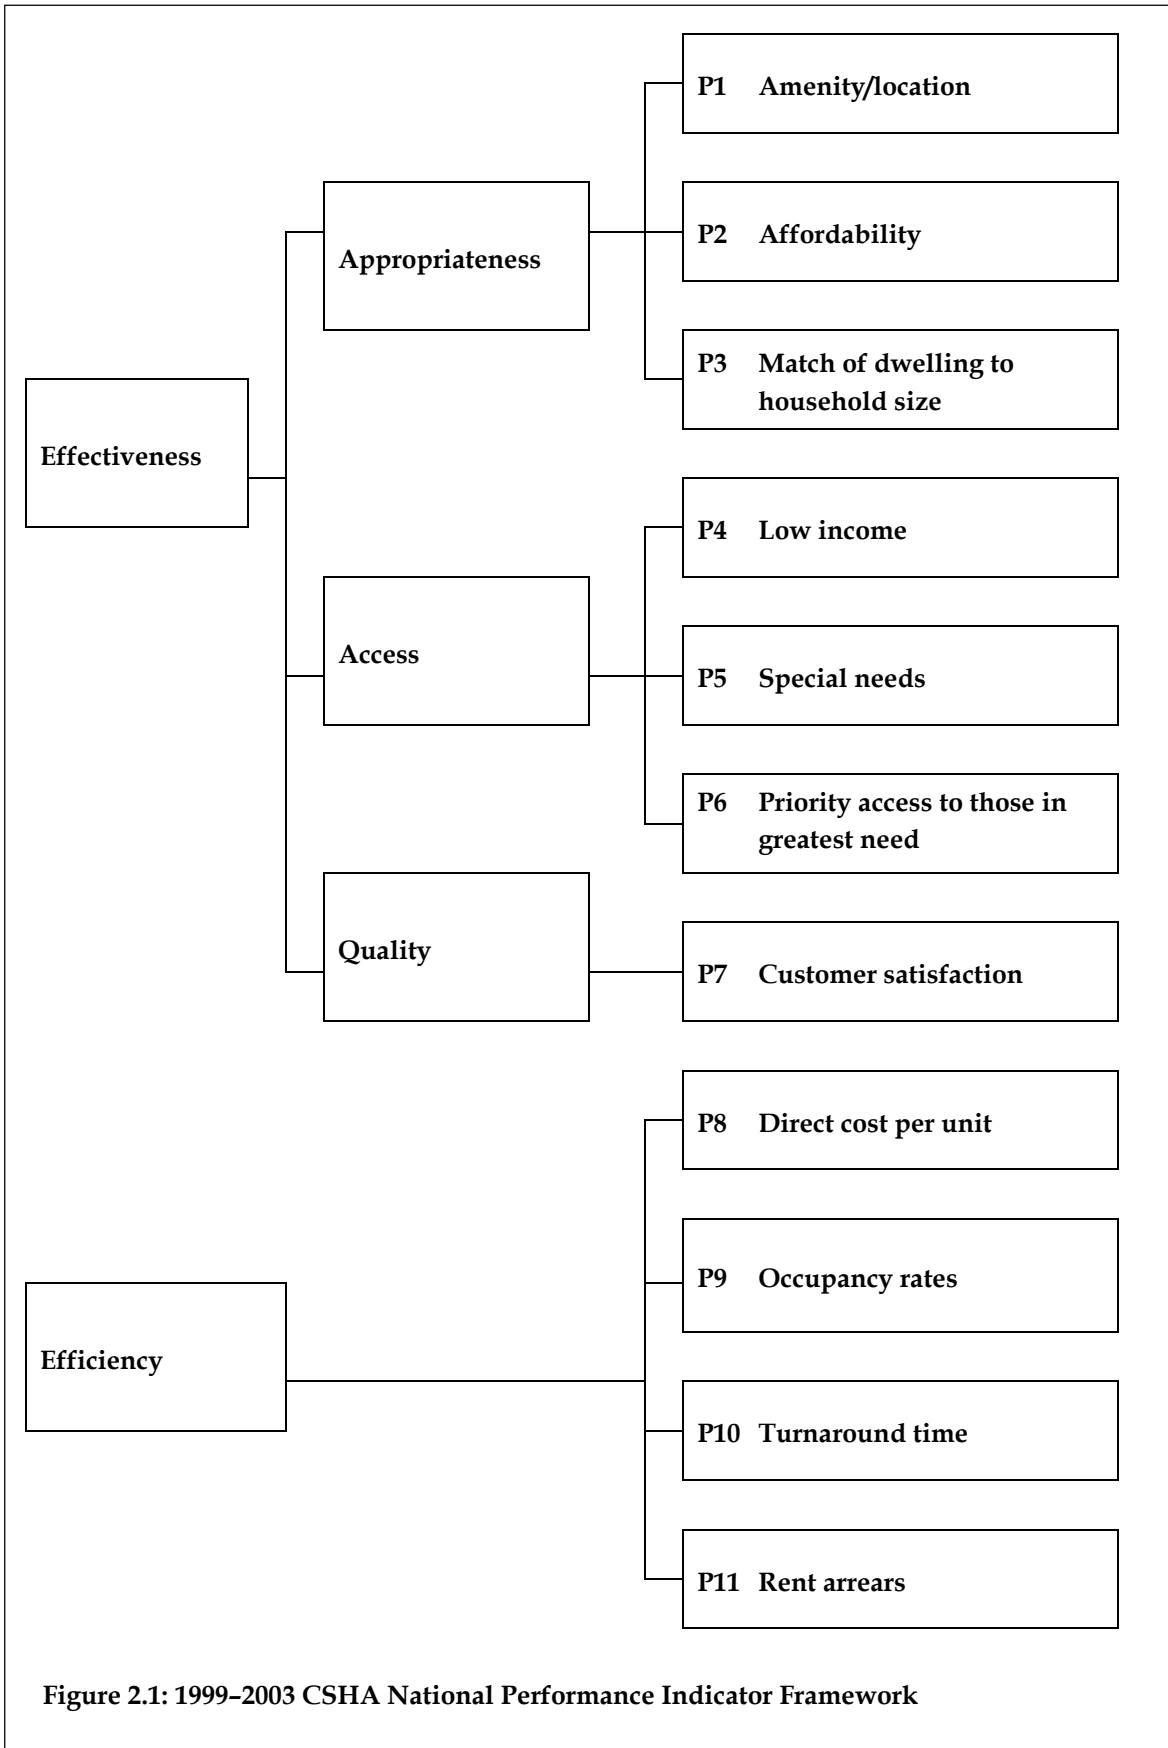 P1 Amenity/location
Appropriateness
P2 Affordability
P3 Match of dwelling to
household size
Effectiveness
P4 Low income
Access
P5 Special needs
P6 Priority access to those in
greatest need
Quality
P7 Customer satisfaction
P8 Direct cost per unit
P9 Occupancy rates
Efficiency
P10 Turnaround time
P11 Rent arrears
Figure 2.1: 1999–2003 CSHA National Performance Indicator Framework